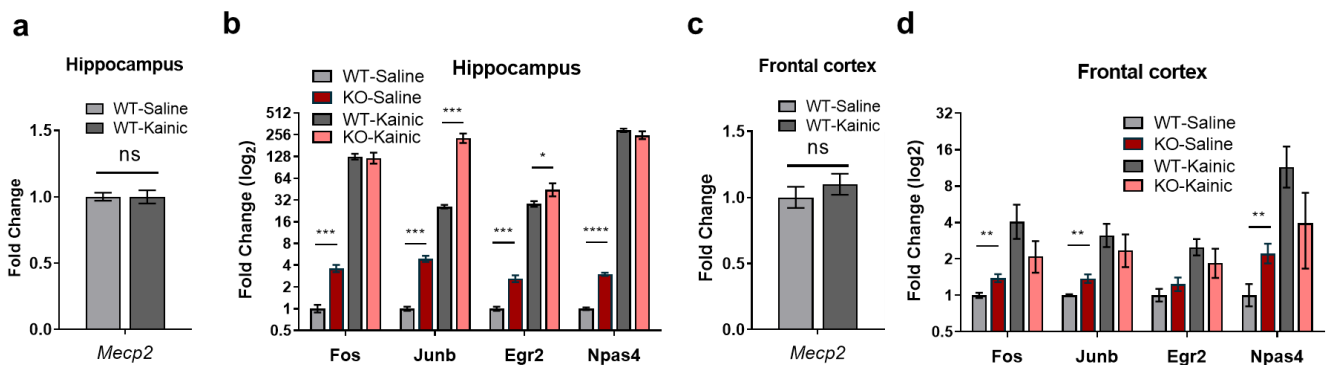 a
Hippocampus
WT-Saline
WT-Kainic
Fold Change
1.5
1.0
0.5
0.0
ns
Mecp2
b
Hippocampus
WT-Saline
KO-Saline
WT-Kainic
KO-Kainic
Fold Change (log2)
512
256
128
64
32
16
8
4
2
1
0.5
***
***
***
***
*
****
Fos Junb Egr2 Npas4
c
Frontal cortex
WT-Saline
WT-Kainic
Fold Change
1.5
1.0
0.5
0.0
ns
Mecp2
d
Frontal cortex
WT-Saline
KO-Saline
WT-Kainic
KO-Kainic
Fold Change (log2)
32
16
8
4
2
1
0.5
**
**
**
Fos Junb Egr2 Npas4